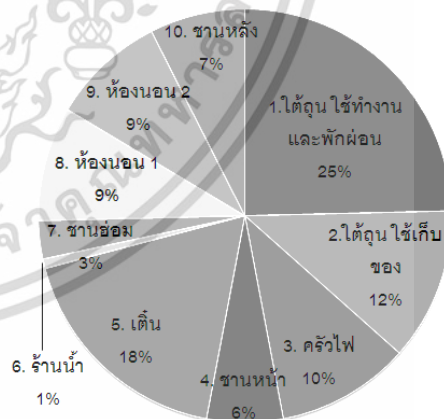 1.ใต้ถุน ใช้ทำงาน
และพักผ่อน
25%
2.ใต้ถุน ใช้เก็บ
ของ
12%
3. ครัวไฟ
10%
4. ชานหน้า
6%
5. เติ๋น
18%
6. ร้านน้ำ
1%
7. ชานฮ่อม
3%
8. ห้องนอน 1
9%
9. ห้องนอน 2
9%
10. ชานหลัง
7%